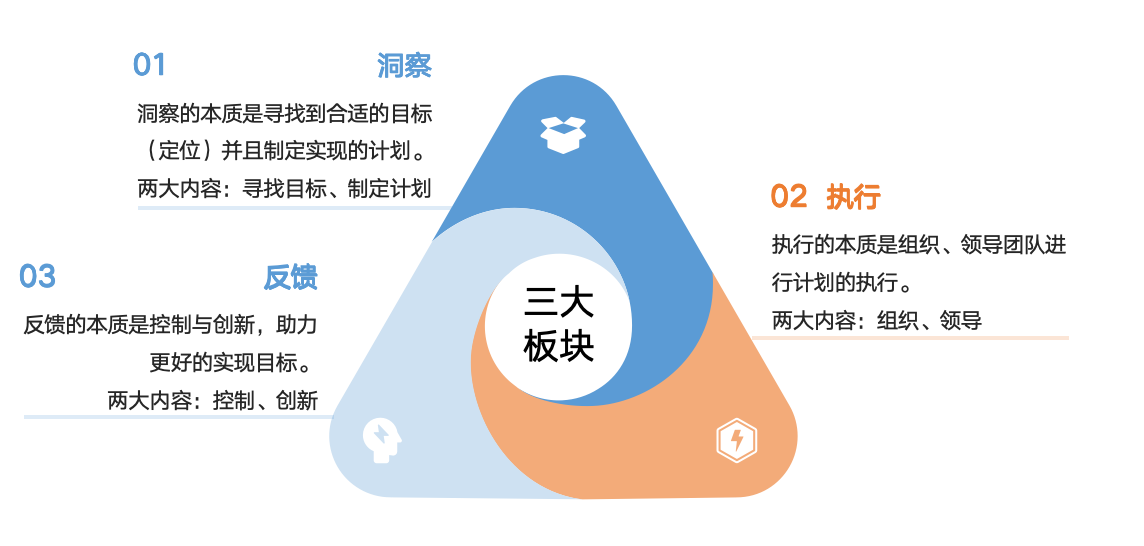 01 洞察
洞察的本质是寻找到合适的目标
（定位）并且制定实现的计划。
两大内容：寻找目标、制定计划
02 执行
执行的本质是组织、领导团队进
行计划的执行。
两大内容：组织、领导
03 反馈
反馈的本质是控制与创新，助力
更好的实现目标。
两大内容：控制、创新
三大
板块